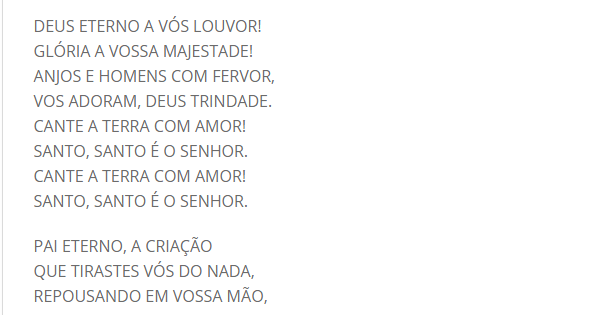 DEUS ETERNO A VÓS LOUVOR!
GLÓRIA A VOSSA MAJESTADE!
ANJOS E HOMENS COM FERVOR,
VOS ADORAM, DEUS TRINDADE.
CANTE A TERRA COM AMOR!
SANTO, SANTO É O SENHOR.
CANTE A TERRA COM AMOR!
SANTO, SANTO É O SENHOR.
PAI ETERNO, A CRIAÇÃO
QUE TIRASTES VÓS DO NADA,
REPOUSANDO EM VOSSA MÃO,